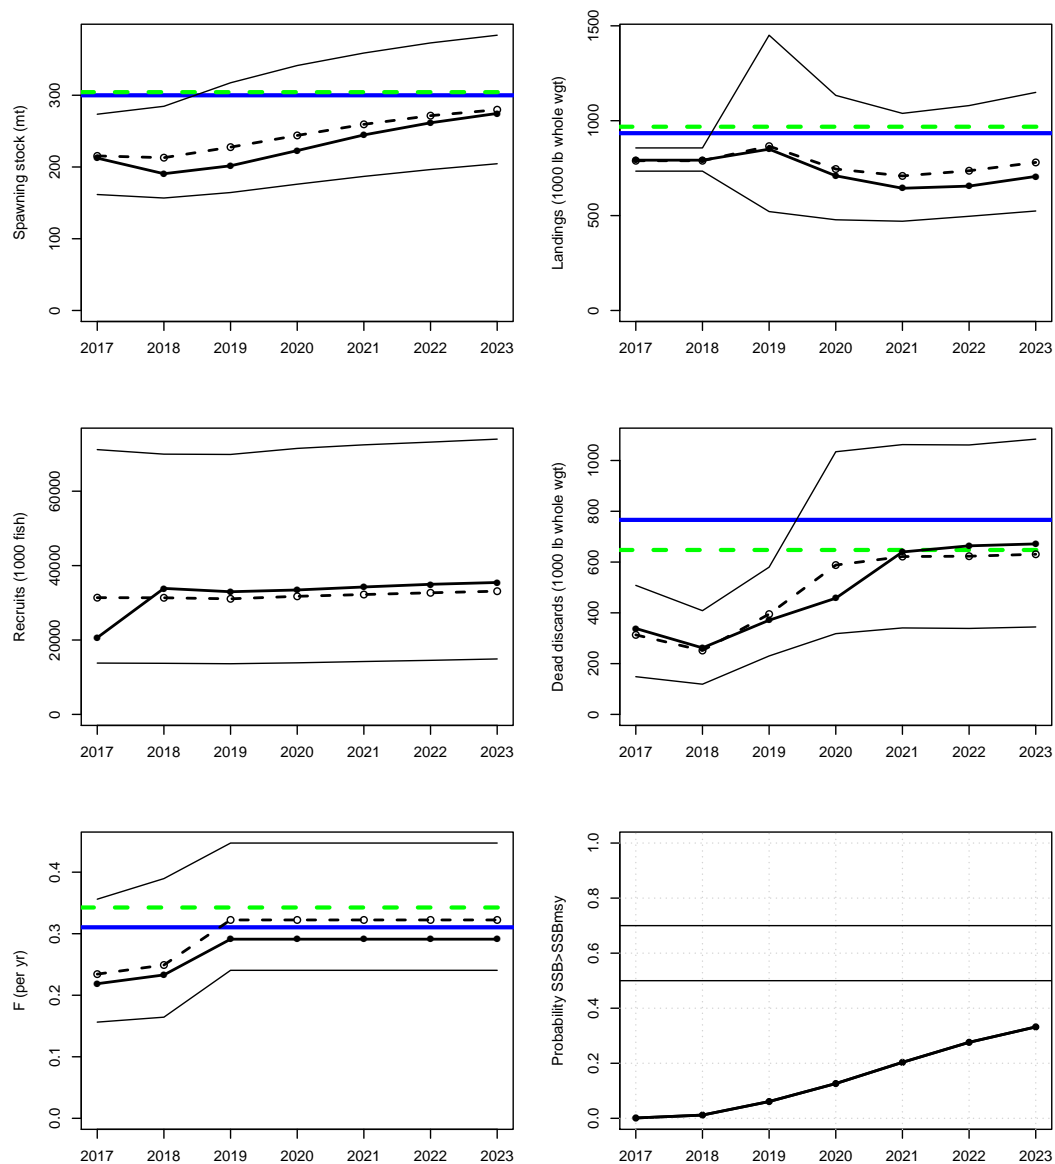 Spawning stock (mt)
0 100 200 300
2017 2018 2019 2020 2021 2022 2023
Landings (1000 lb whole wgt)
0 500 1000 1500
2017 2018 2019 2020 2021 2022 2023
Recruits (1000 fish)
0 20000 40000 60000
2017 2018 2019 2020 2021 2022 2023
Dead discards (1000 lb whole wgt)
0 200 400 600 800 1000
2017 2018 2019 2020 2021 2022 2023
F (per yr)
0.0 0.1 0.2 0.3 0.4
2017 2018 2019 2020 2021 2022 2023
Probability SSB>SSBmsy
0.0 0.2 0.4 0.6 0.8 1.0
2017 2018 2019 2020 2021 2022 2023